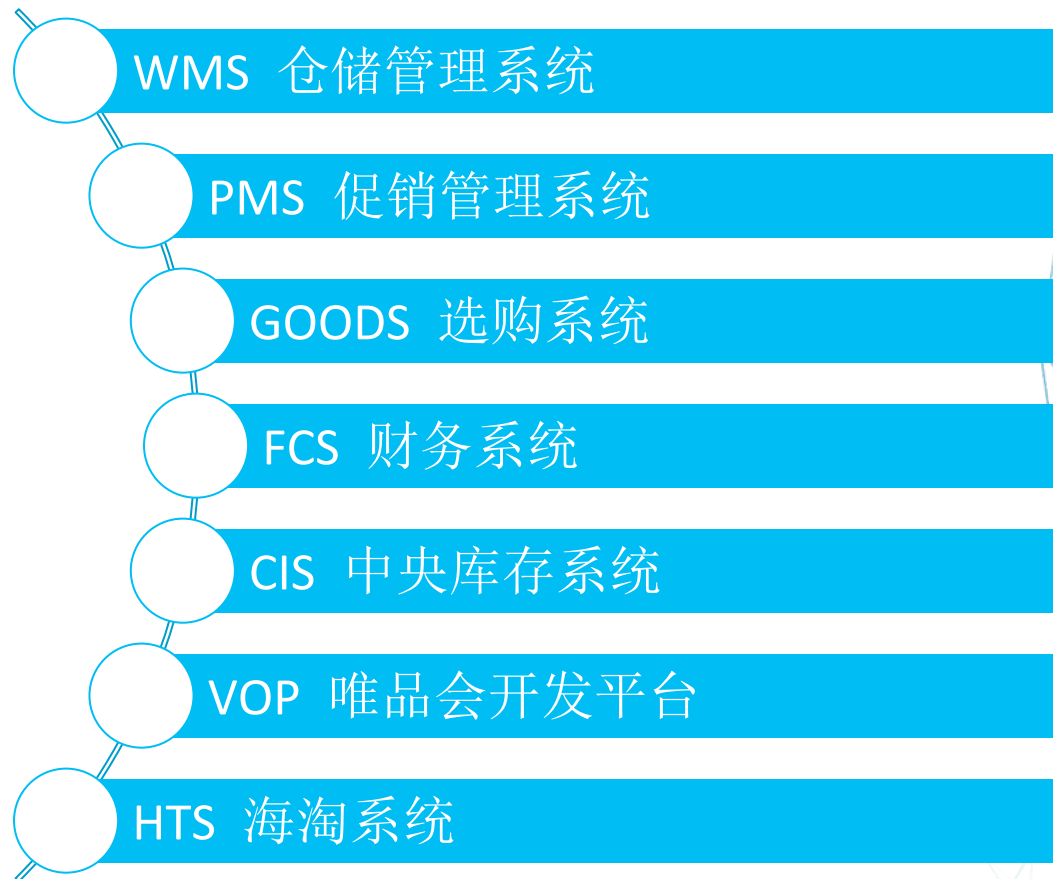 WMS 仓储管理系统
PMS 促销管理系统
GOODS 选购系统
FCS 财务系统
CIS 中央库存系统
VOP 唯品会开发平台
HTS 海淘系统